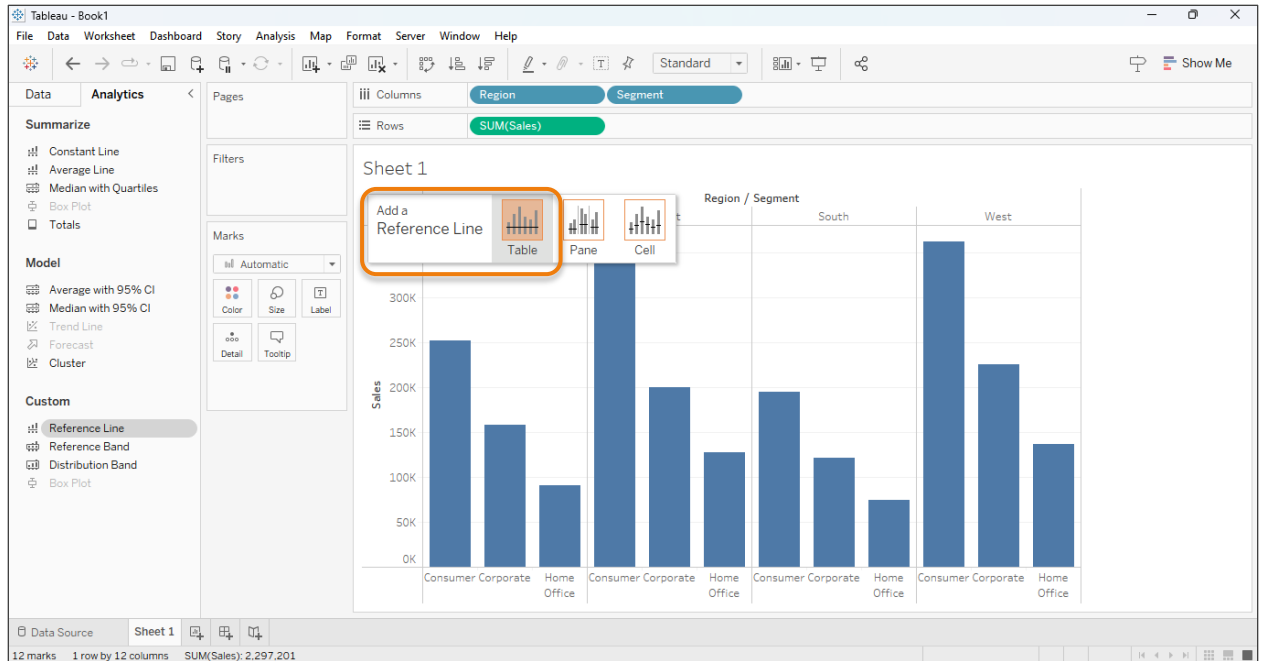 Tableau - Book1
File Data Worksheet Dashboard Story Analysis Map Format Server Window Help
Standard
Show Me
Data Analytics
Summarize
Constant Line
Average Line
Median with Quartiles
Box Plot
Totals
Model
Average with 95% CI
Median with 95% CI
Trend Line
Forecast
Cluster
Custom
Reference Line
Reference Band
Distribution Band
Box Plot
Pages
Filters
Marks
Automatic
Color Size Label
Detail Tooltip
Columns Region Segment
Rows SUM(Sales)
Sheet 1
Add a
Reference Line
Table Pane Cell
Region / Segment
South West
300K
250K
200K
150K
100K
50K
0K
Sales
Consumer Corporate Home Office Consumer Corporate Home Office Consumer Corporate Home Office Consumer Corporate Home Office
Data Source Sheet 1
12 marks 1 row by 12 columns SUM(Sales): 2,297,201